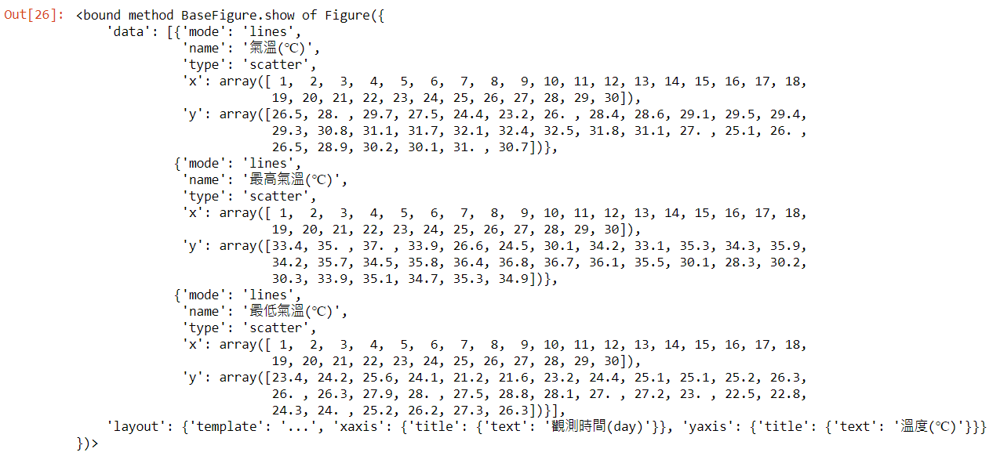 Out[26]: <bound method BaseFigure.show of Figure({
'data': [{'mode': 'lines',
'name': '氣溫(℃)',
'type': 'scatter',
'x': array([ 1, 2, 3, 4, 5, 6, 7, 8, 9, 10, 11, 12, 13, 14, 15, 16, 17, 18,
19, 20, 21, 22, 23, 24, 25, 26, 27, 28, 29, 30]),
'y': array([26.5, 28. , 29.7, 27.5, 24.4, 23.2, 26. , 28.4, 28.6, 29.1, 29.5, 29.4,
29.3, 30.8, 31.1, 31.7, 32.1, 32.4, 32.5, 31.8, 31.1, 27. , 25.1, 26. ,
26.5, 28.9, 30.2, 30.1, 31. , 30.7])},
{'mode': 'lines',
'name': '最高氣溫(℃)',
'type': 'scatter',
'x': array([ 1, 2, 3, 4, 5, 6, 7, 8, 9, 10, 11, 12, 13, 14, 15, 16, 17, 18,
19, 20, 21, 22, 23, 24, 25, 26, 27, 28, 29, 30]),
'y': array([33.4, 35. , 37. , 33.9, 26.6, 24.5, 30.1, 34.2, 33.1, 35.3, 34.3, 35.9,
34.2, 35.7, 34.5, 35.8, 36.4, 36.8, 36.7, 36.1, 35.5, 30.1, 28.3, 30.2,
30.3, 33.9, 35.1, 34.7, 35.3, 34.9])},
{'mode': 'lines',
'name': '最低氣溫(℃)',
'type': 'scatter',
'x': array([ 1, 2, 3, 4, 5, 6, 7, 8, 9, 10, 11, 12, 13, 14, 15, 16, 17, 18,
19, 20, 21, 22, 23, 24, 25, 26, 27, 28, 29, 30]),
'y': array([23.4, 24.2, 25.6, 24.1, 21.2, 21.6, 23.2, 24.4, 25.1, 25.1, 25.2, 26.3,
26. , 26.3, 27.9, 28. , 27.5, 28.8, 28.1, 27. , 27.2, 23. , 22.5, 22.8,
24.3, 24. , 25.2, 26.2, 27.3, 26.3])}],
'layout': {'template': '...', 'xaxis': {'title': {'text': '觀測時間(day)'}}, 'yaxis': {'title': {'text': '溫度(℃)'}}}
})>